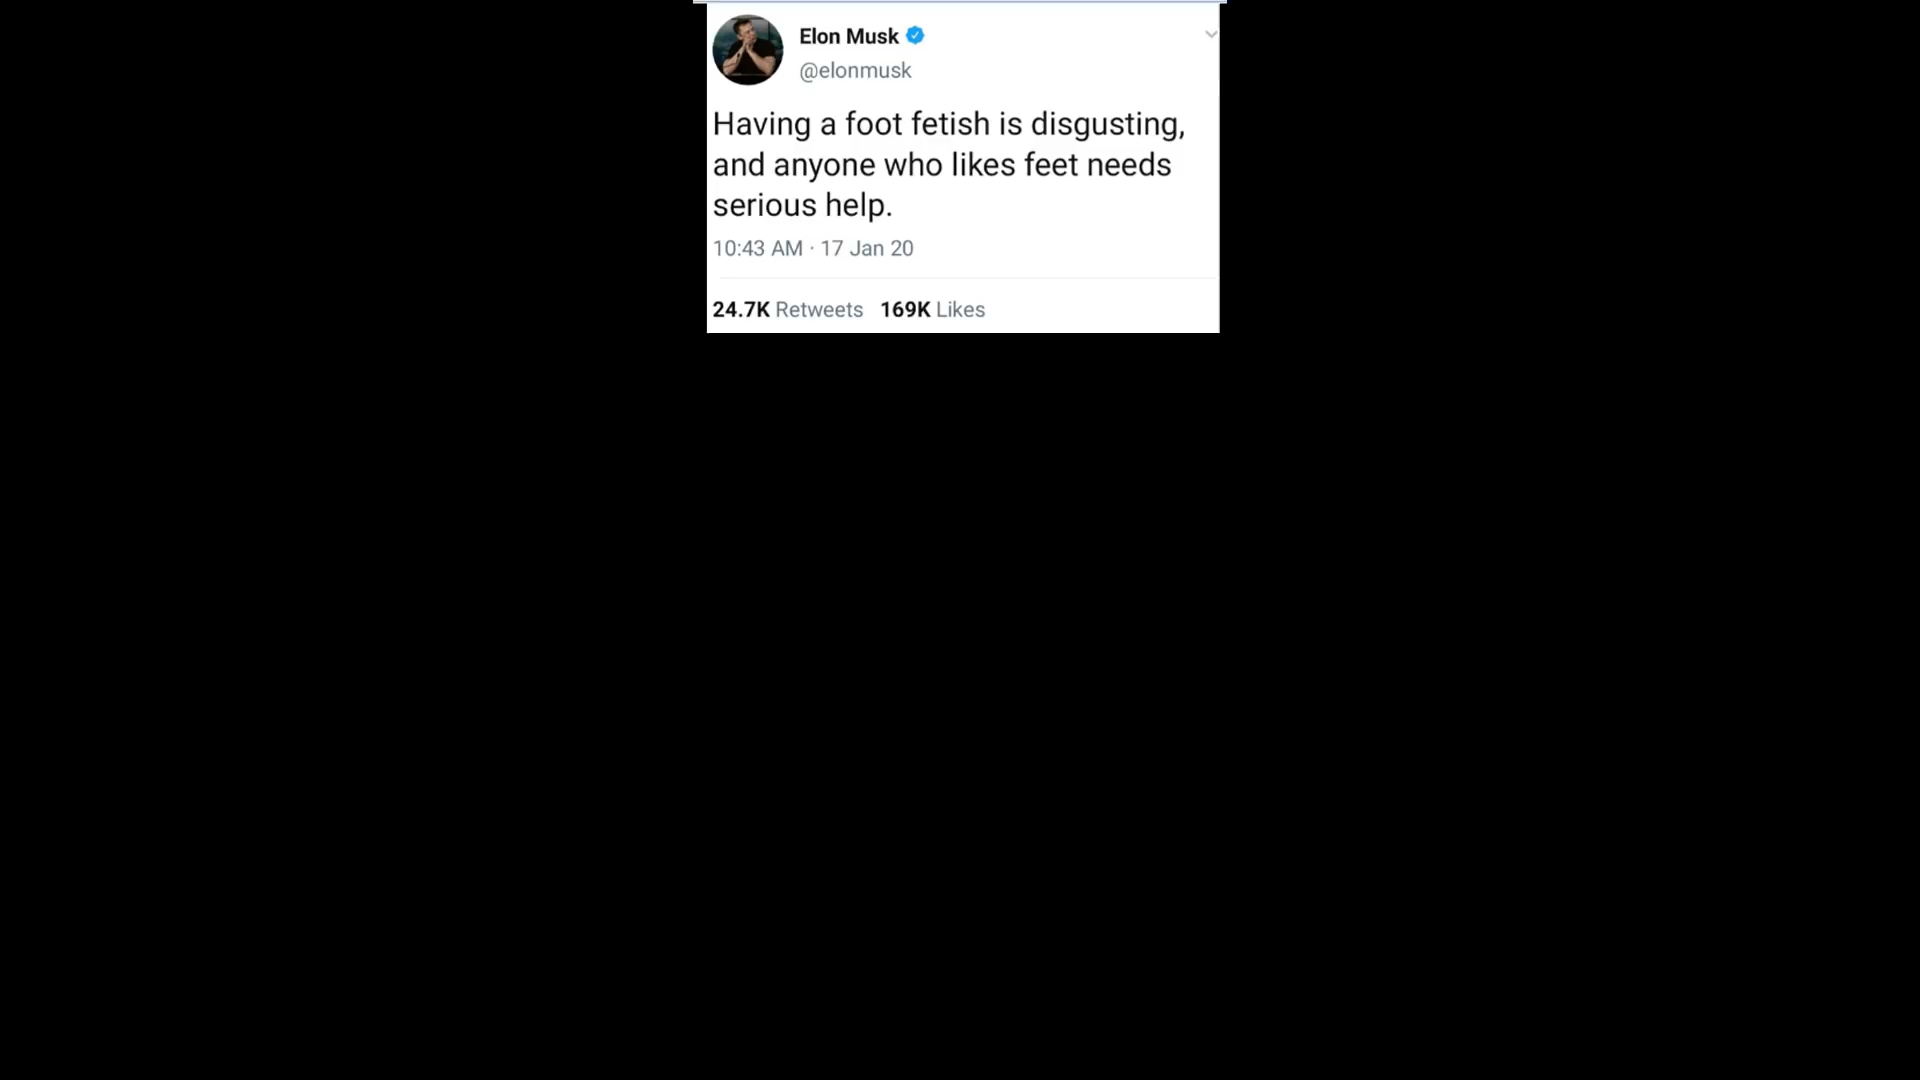 Elon Musk
@elonmusk
Having a foot fetish is disgusting,
and anyone who likes feet needs
serious help.
10:43 AM · 17 Jan 20
24.7K Retweets 169K Likes